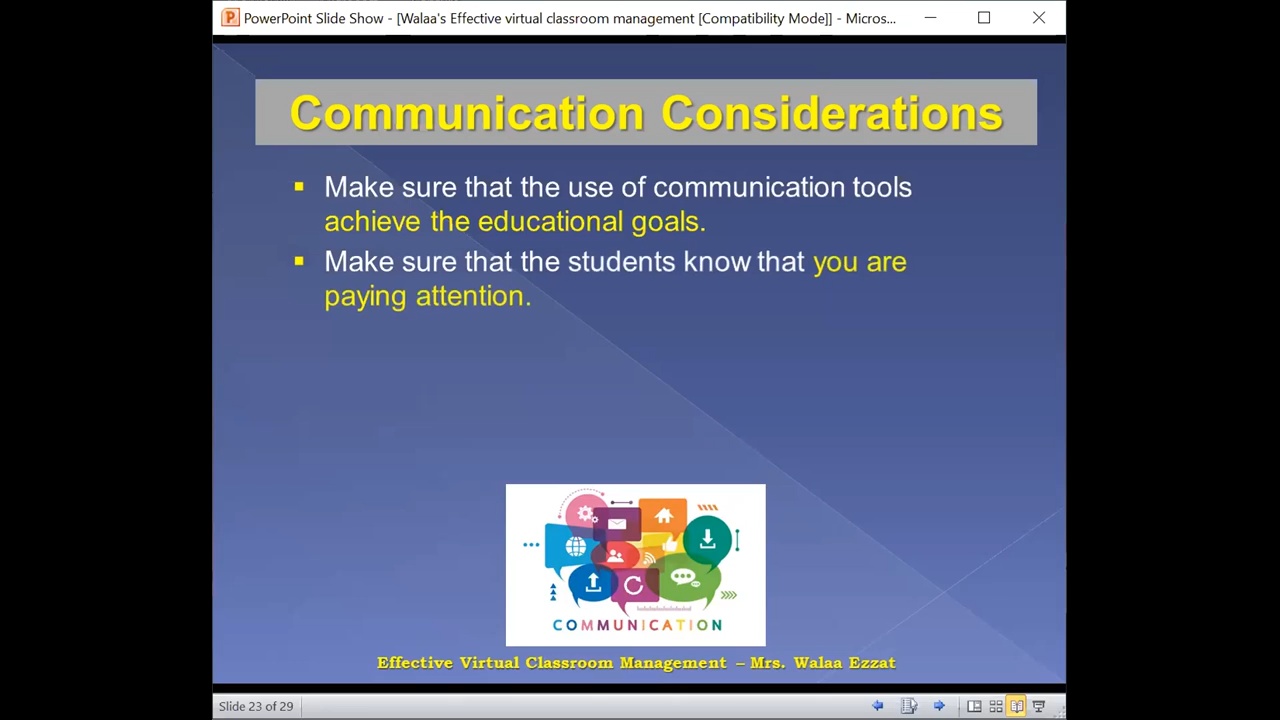 PowerPoint Slide Show - [Walaa's Effective virtual classroom management [Compatibility Mode]] - Micros...
Communication Considerations
▪ Make sure that the use of communication tools
achieve the educational goals.
▪ Make sure that the students know that you are
paying attention.
COMMUNICATION
Effective Virtual Classroom Management – Mrs. Walaa Ezzat
Slide 23 of 29